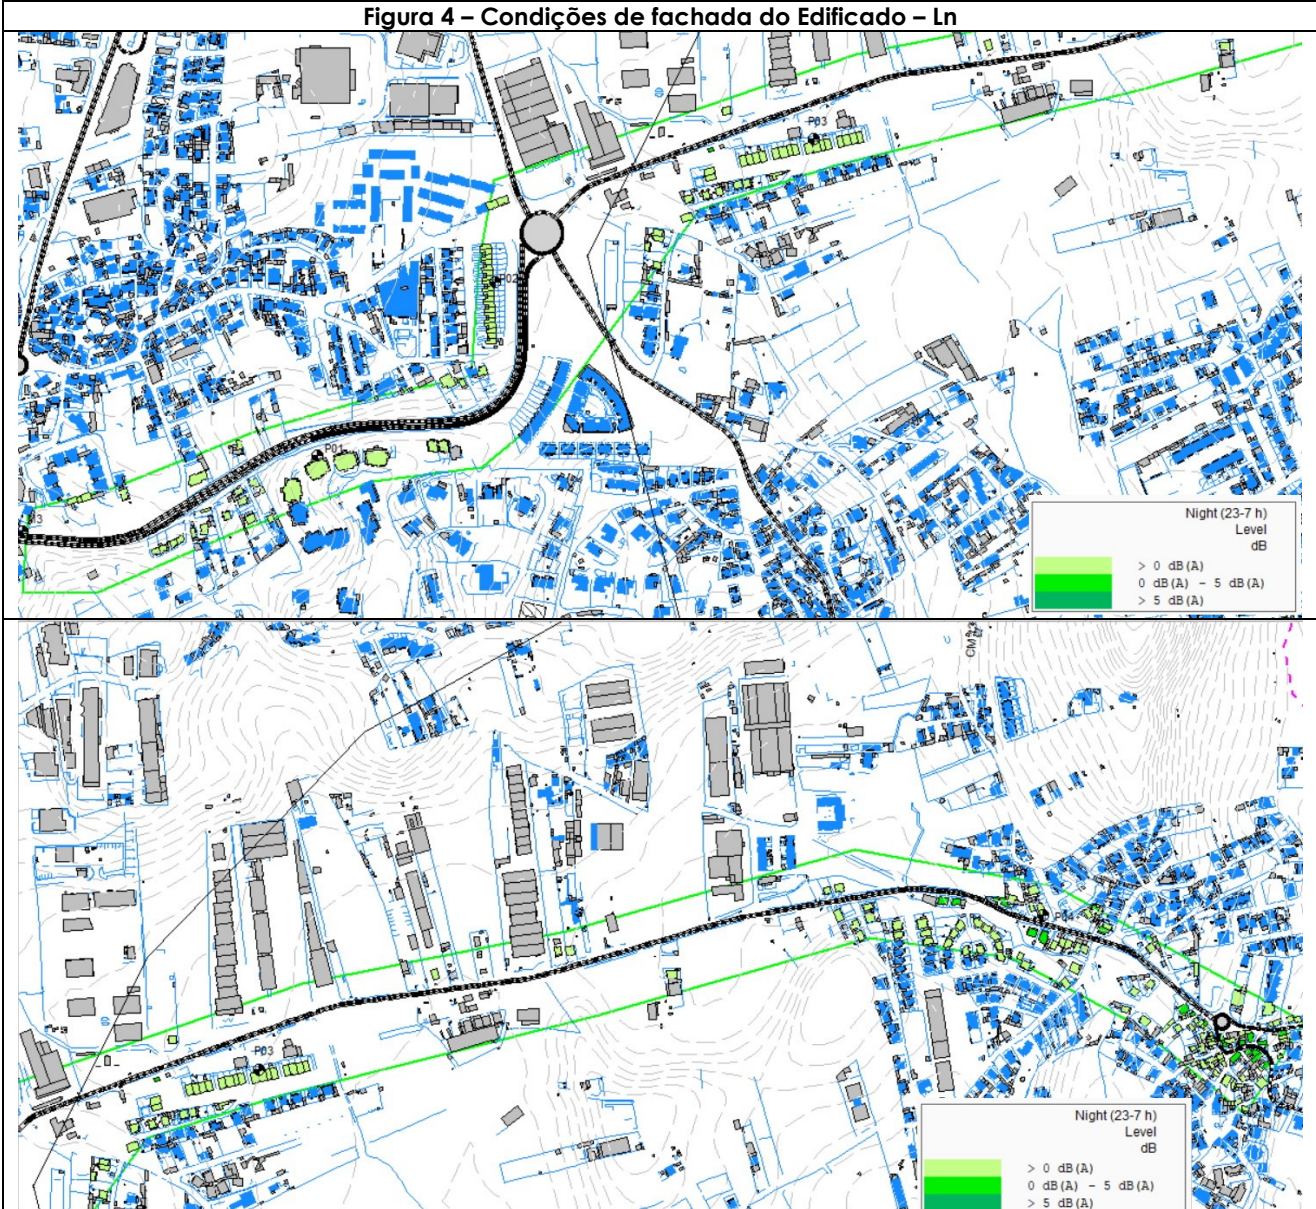 Figura 4 – Condições de fachada do Edificado – Ln
P03
P02
P01
Night (23-7 h)
Level
dB
> 0 dB(A)
0 dB(A) - 5 dB(A)
> 5 dB(A)
CM
P04
P03
Night (23-7 h)
Level
dB
> 0 dB(A)
0 dB(A) - 5 dB(A)
> 5 dB(A)